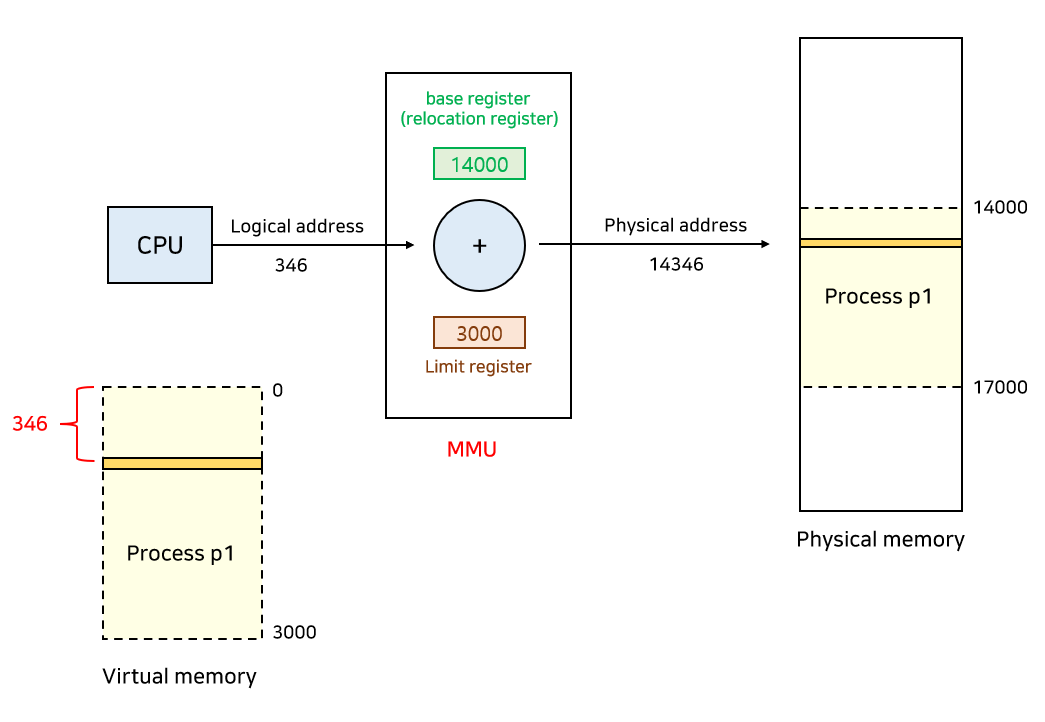 base register
(relocation register)
14000
CPU
Logical address
346
+
Physical address
14346
3000
Limit register
MMU
14000
Process p1
17000
Physical memory
346
0
Process p1
3000
Virtual memory